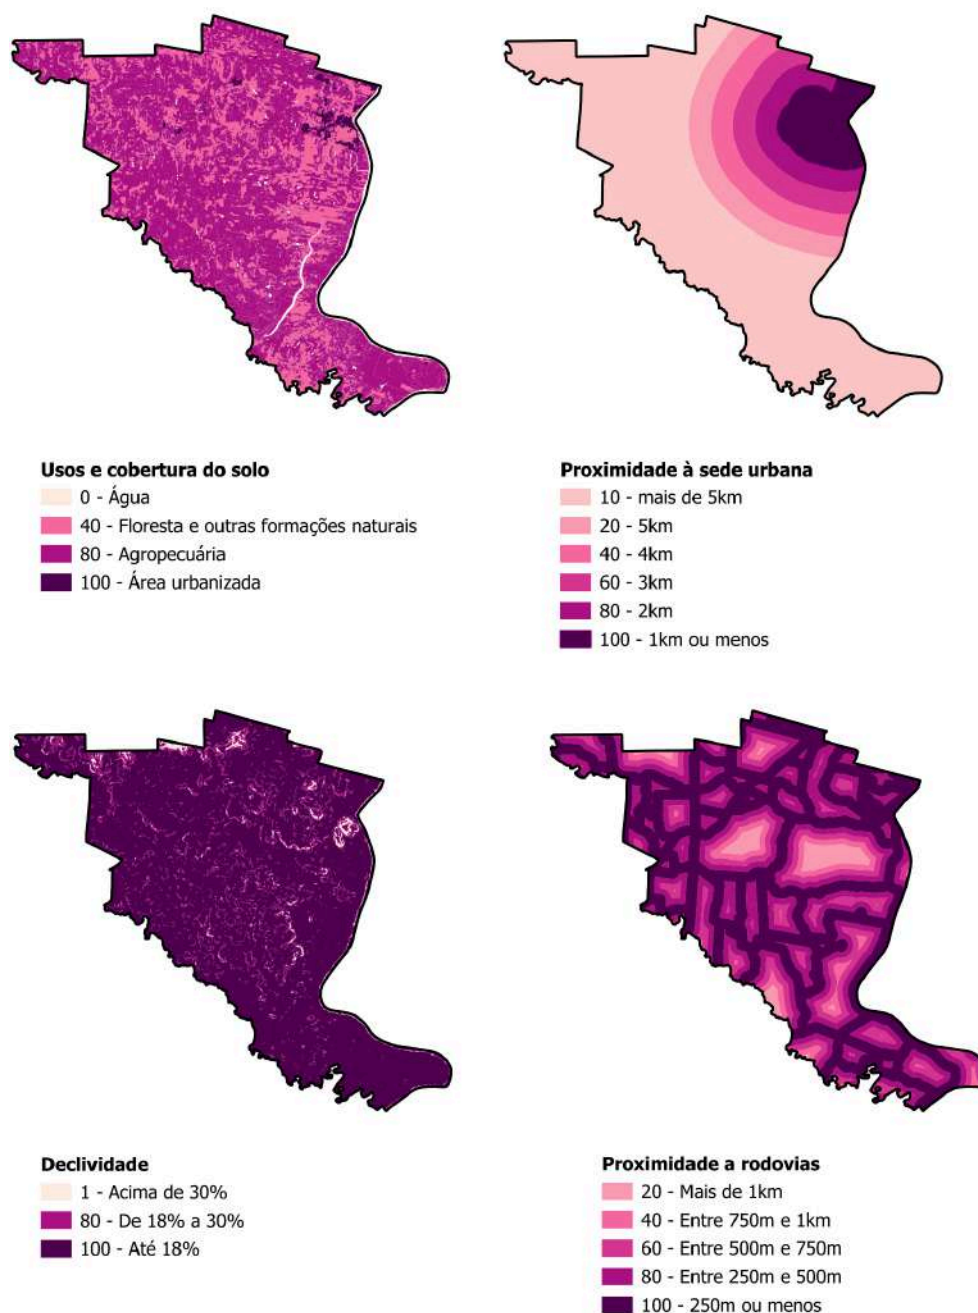 Usos e cobertura do solo
0 - Água
40 - Floresta e outras formações naturais
80 - Agropecuária
100 - Área urbanizada
Proximidade à sede urbana
10 - mais de 5km
20 - 5km
40 - 4km
60 - 3km
80 - 2km
100 - 1km ou menos
Declividade
1 - Acima de 30%
80 - De 18% a 30%
100 - Até 18%
Proximidade a rodovias
20 - Mais de 1km
40 - Entre 750m e 1km
60 - Entre 500m e 750m
80 - Entre 250m e 500m
100 - 250m ou menos